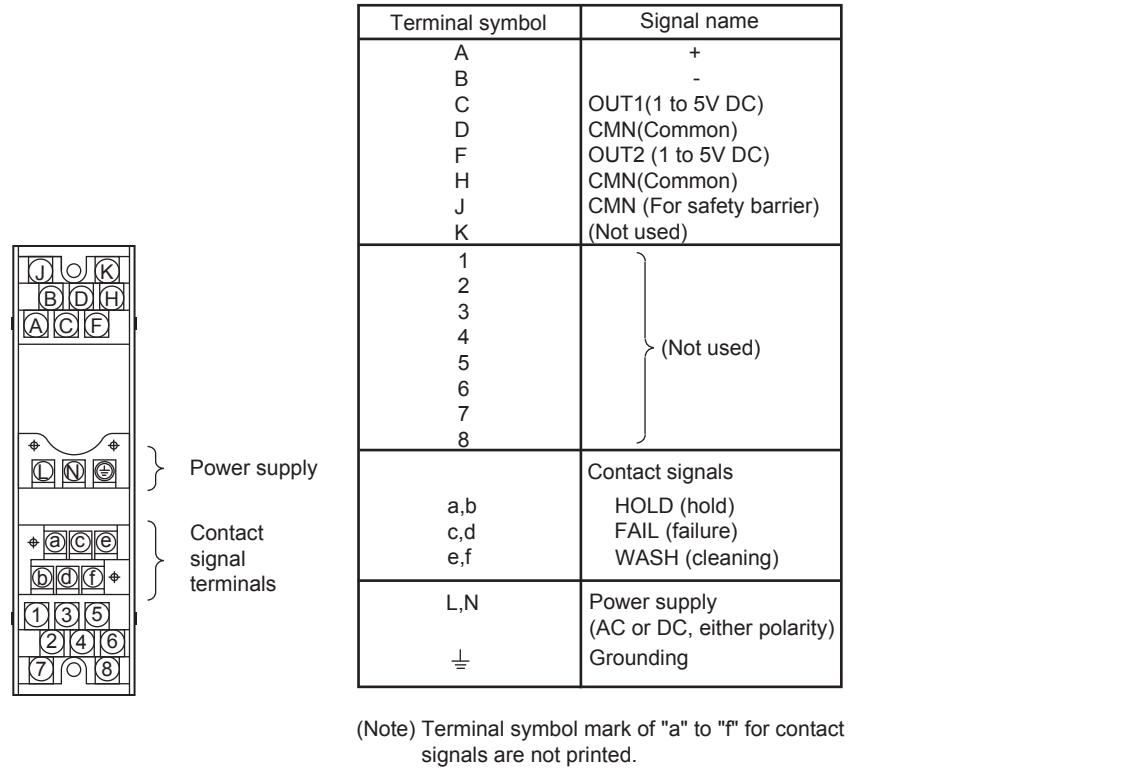 Terminal symbol Signal name
A +
B -
C OUT1(1 to 5V DC)
D CMN(Common)
F OUT2 (1 to 5V DC)
H CMN(Common)
J CMN (For safety barrier)
K (Not used)
1
2
3
4
(Not used)
5
6
7
8
Contact signals
a,b HOLD (hold)
c,d FAIL (failure)
e,f WASH (cleaning)
L,N Power supply
(AC or DC, either polarity)
⏚ Grounding
J K
B D H
A C F
L N ⏚
Power supply
a c e
b d f
Contact
signal
terminals
1 3 5
2 4 6
7 8
(Note) Terminal symbol mark of "a" to "f" for contact
signals are not printed.